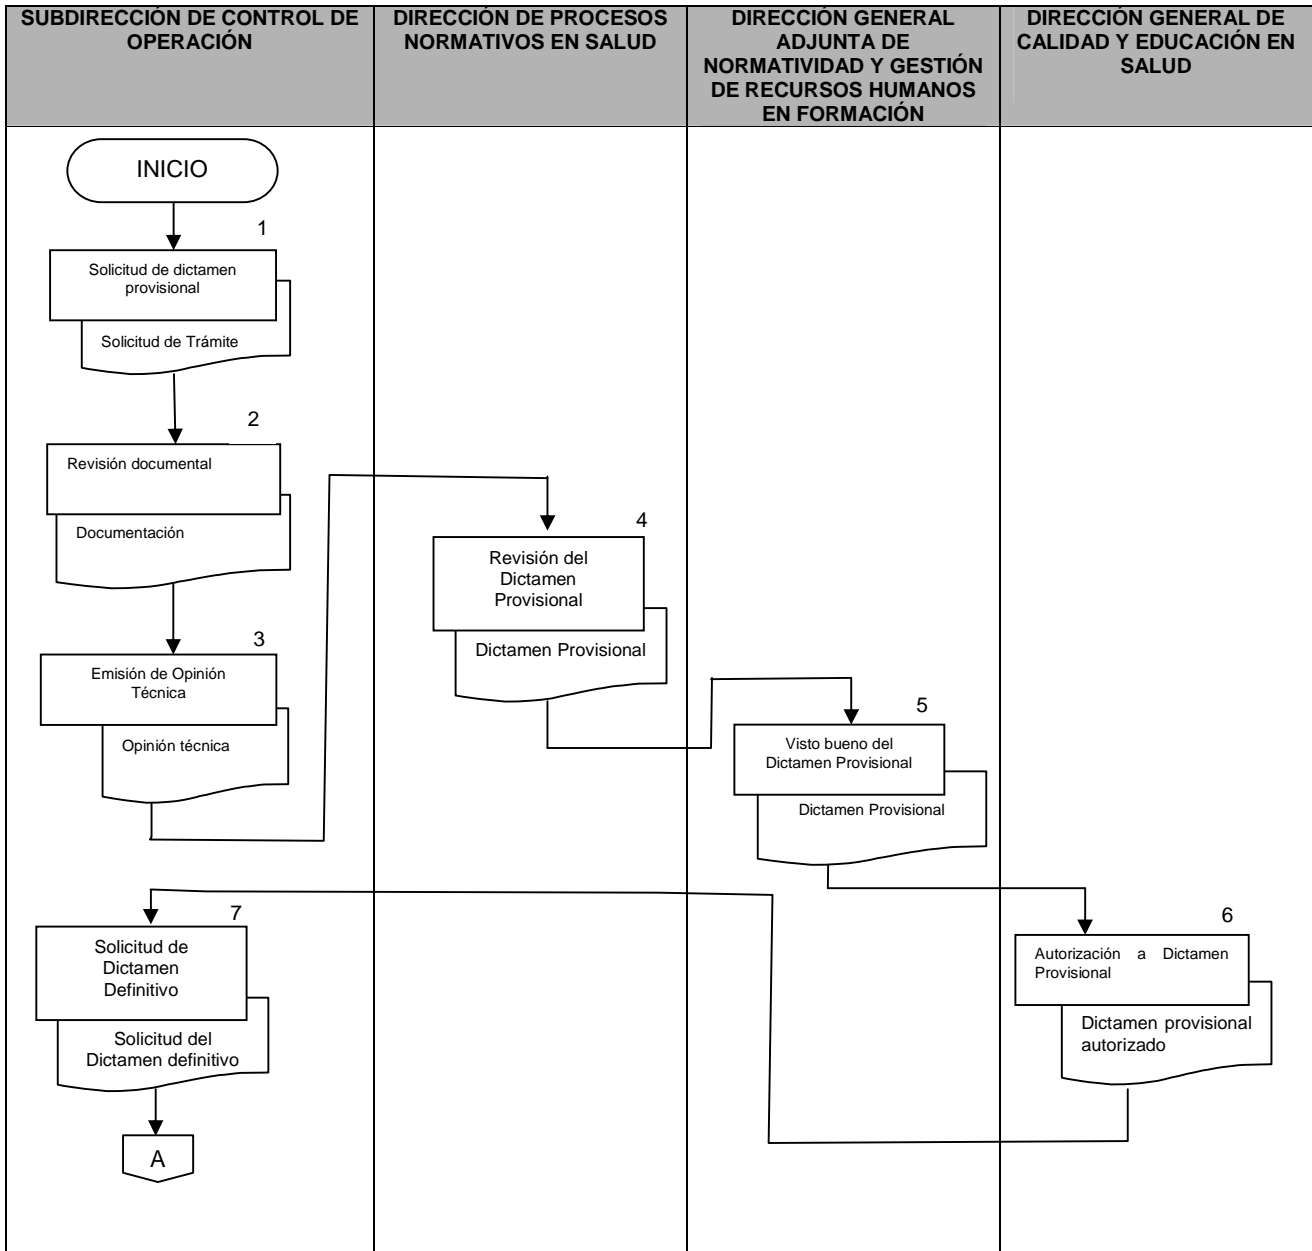 SUBDIRECCIÓN DE CONTROL DE
OPERACIÓN
DIRECCIÓN DE PROCESOS
NORMATIVOS EN SALUD
DIRECCIÓN GENERAL
ADJUNTA DE
NORMATIVIDAD Y GESTIÓN
DE RECURSOS HUMANOS
EN FORMACIÓN
DIRECCIÓN GENERAL DE
CALIDAD Y EDUCACIÓN EN
SALUD
INICIO
1
Solicitud de dictamen
provisional
Solicitud de Trámite
2
Revisión documental
Documentación
3
Emisión de Opinión
Técnica
Opinión técnica
4
Revisión del
Dictamen
Provisional
Dictamen Provisional
5
Visto bueno del
Dictamen Provisional
Dictamen Provisional
6
Autorización a Dictamen
Provisional
Dictamen provisional
autorizado
7
Solicitud de
Dictamen
Definitivo
Solicitud del
Dictamen definitivo
A